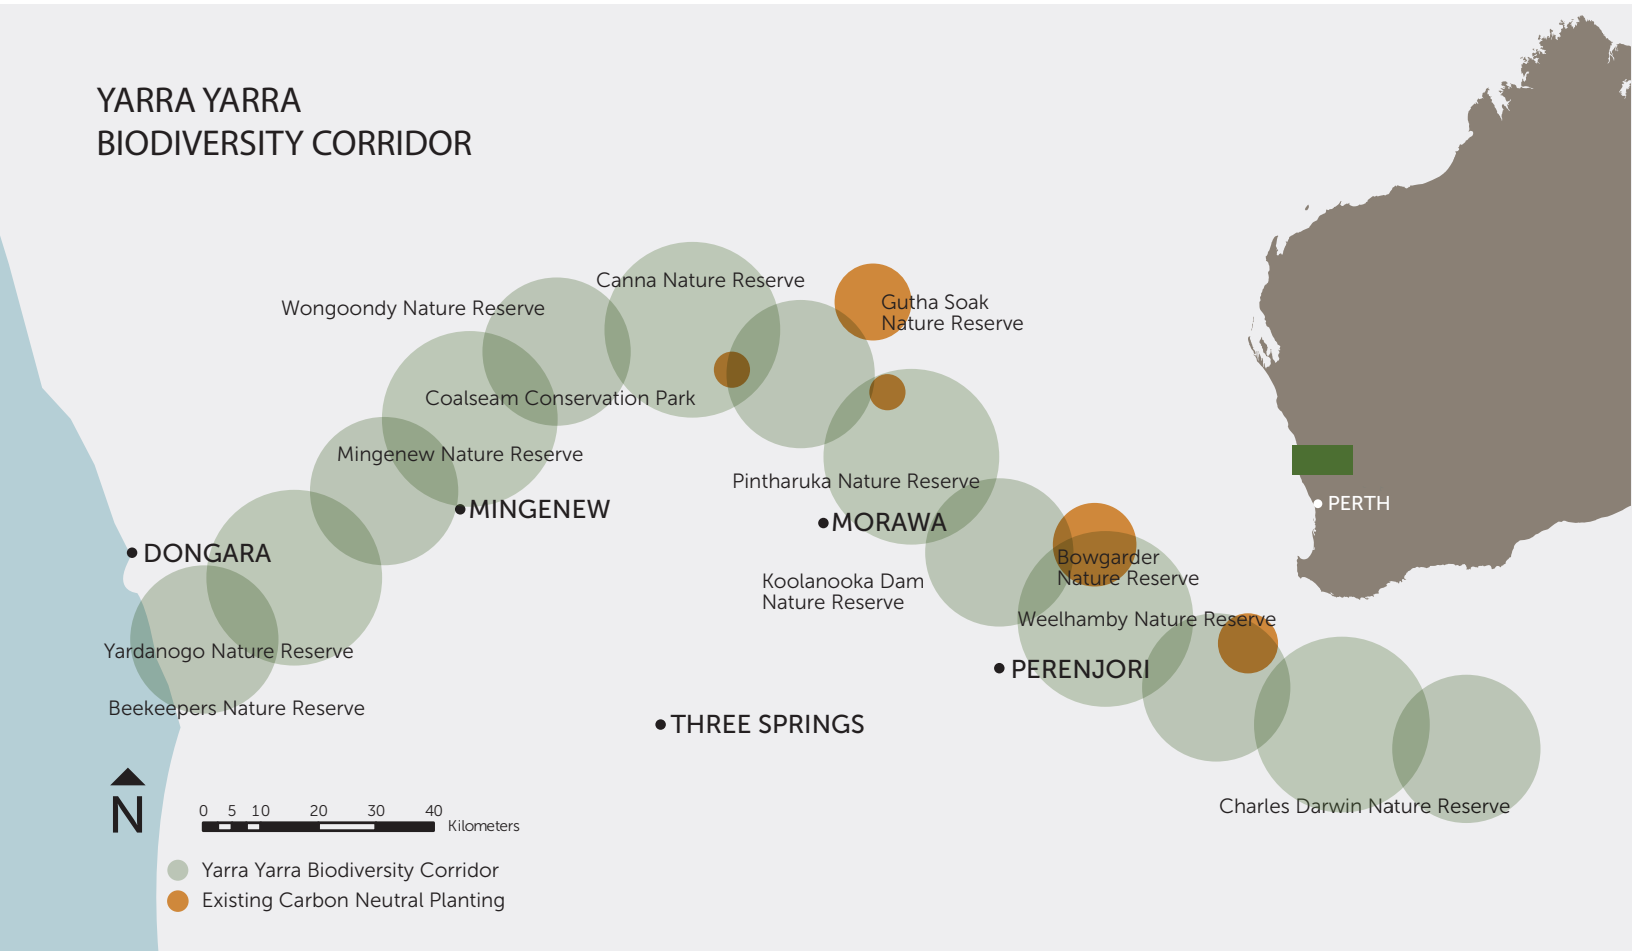 YARRA YARRA
BIODIVERSITY CORRIDOR
Canna Nature Reserve
Wongoondy Nature Reserve
Gutha Soak
Nature Reserve
Coalseam Conservation Park
Mingenew Nature Reserve
Pintharuka Nature Reserve
MINGENEW
MORAWA
PERTH
DONGARA
Bowgarder
Nature Reserve
Koolanooka Dam
Nature Reserve
Weelhamby Nature Reserve
Yardanogo Nature Reserve
PERENJORI
Beekeepers Nature Reserve
THREE SPRINGS
Charles Darwin Nature Reserve
N
0 5 10 20 30 40
Kilometers
Yarra Yarra Biodiversity Corridor
Existing Carbon Neutral Planting